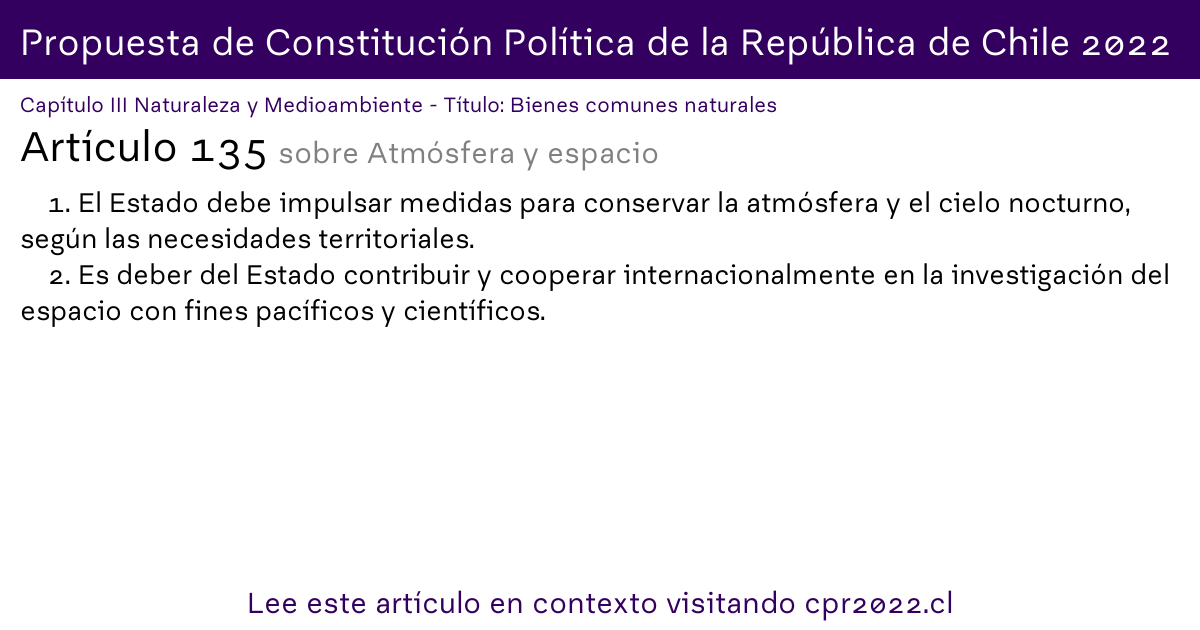 Propuesta de Constitución Política de la República de Chile 2022
Capítulo III Naturaleza y Medioambiente - Título: Bienes comunes naturales
Artículo 135 sobre Atmósfera y espacio
1. El Estado debe impulsar medidas para conservar la atmósfera y el cielo nocturno,
según las necesidades territoriales.
2. Es deber del Estado contribuir y cooperar internacionalmente en la investigación del
espacio con fines pacíficos y científicos.
Lee este artículo en contexto visitando cpr2022.cl